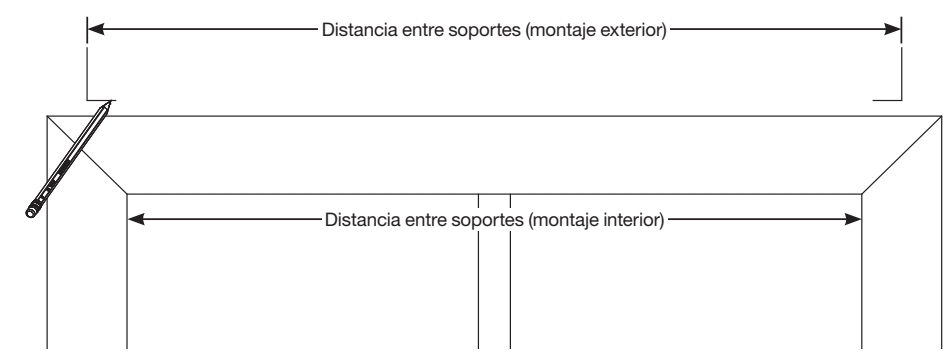 Distancia entre soportes (montaje exterior)
Distancia entre soportes (montaje interior)